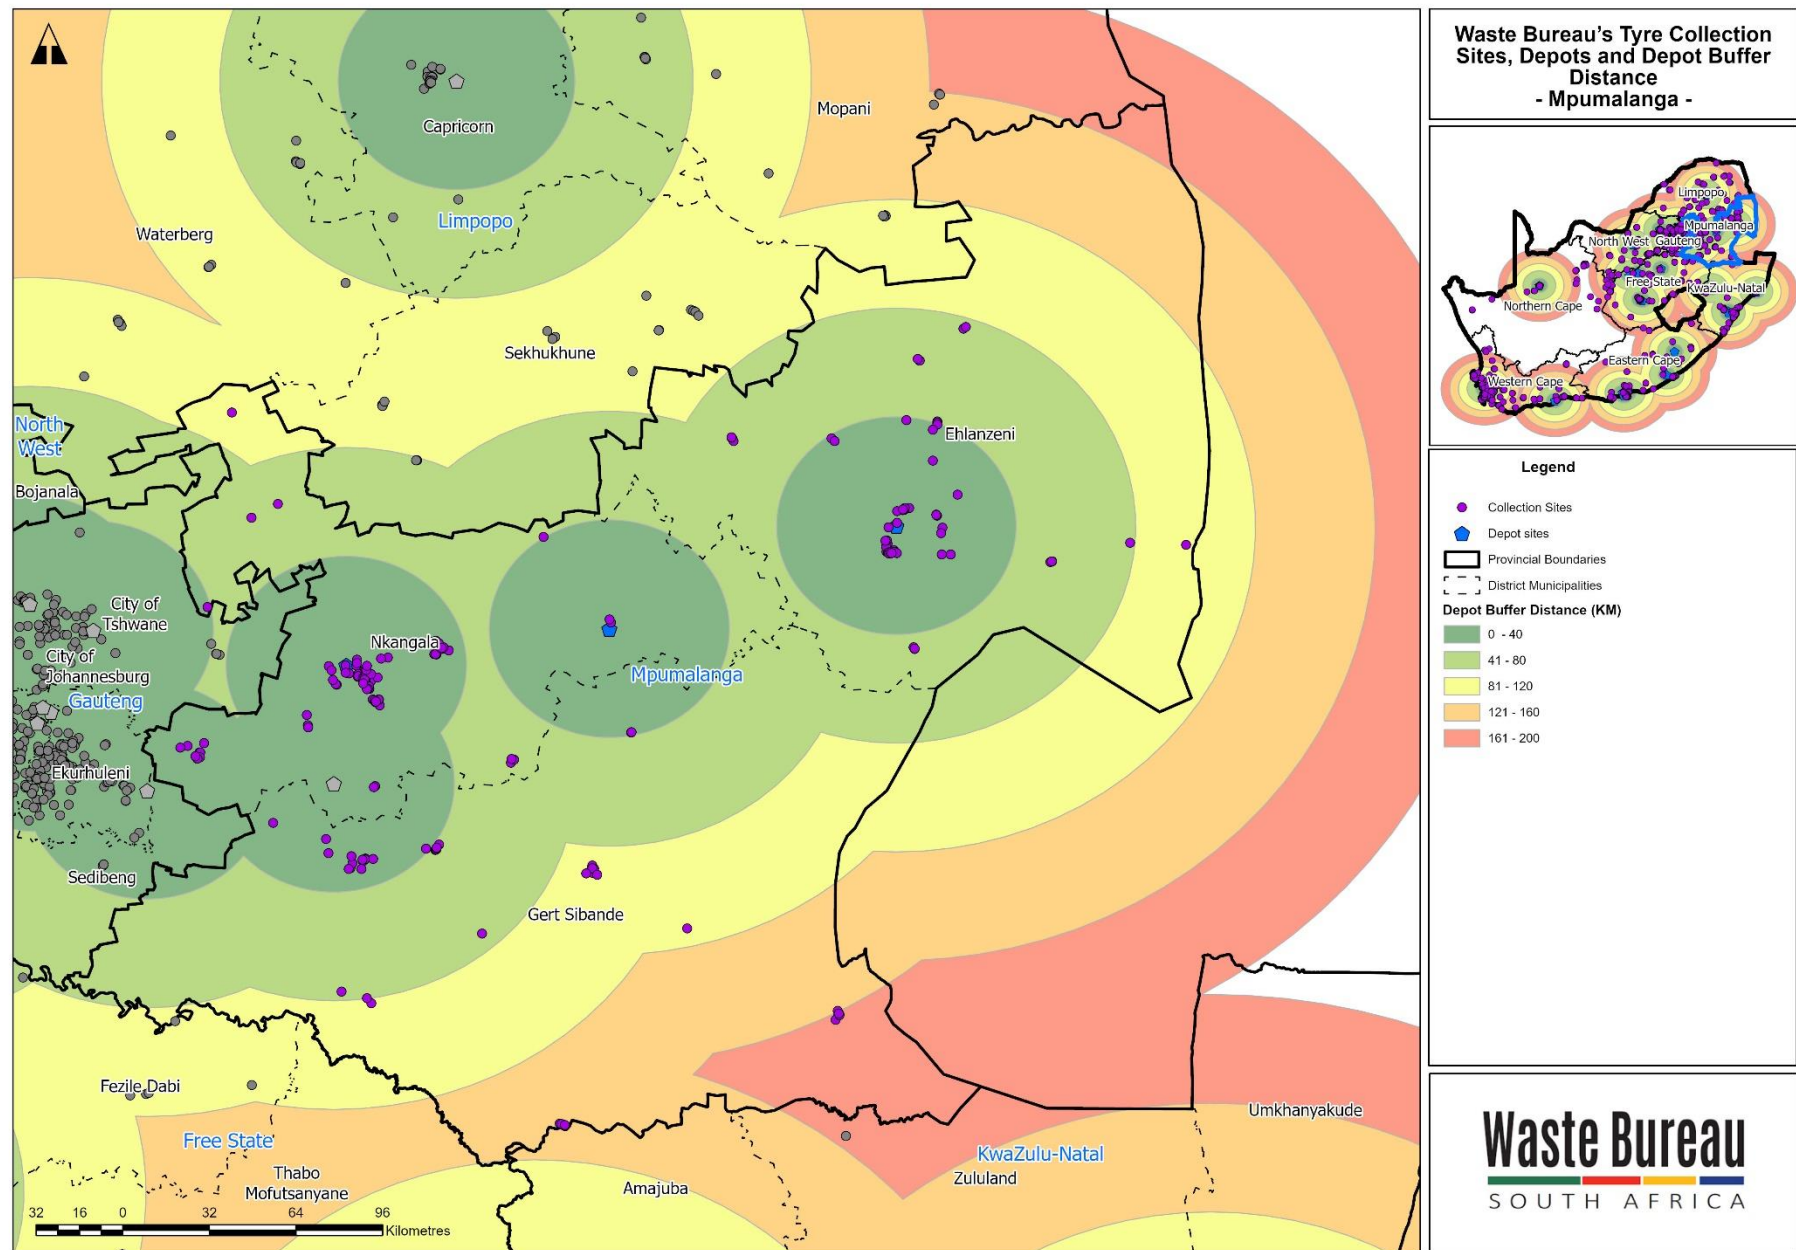 Waste Bureau's Tyre Collection
Sites, Depots and Depot Buffer
Distance
- Mpumalanga -
Capricorn
Mopani
Limpopo
Waterberg
Sekhukhune
North
West
Bojanala
Ehlanzeni
City of
Tshwane
Nkangala
City of
Johannesburg
Gauteng
Mpumalanga
Ekurhuleni
Sedibeng
Gert Sibande
Fezile Dabi
Free State
Thabo
Mofutsanyane
Amajuba
KwaZulu-Natal
Zululand
Umkhanyakude
32 16 0 32 64 96
Kilometres
Limpopo
Mpumalanga
North West
Gauteng
Free State
KwaZulu-Natal
Northern Cape
Eastern Cape
Western Cape
Legend
Collection Sites
Depot sites
Provincial Boundaries
District Municipalities
Depot Buffer Distance (KM)
0 - 40
41 - 80
81 - 120
121 - 160
161 - 200
Waste Bureau
SOUTH AFRICA